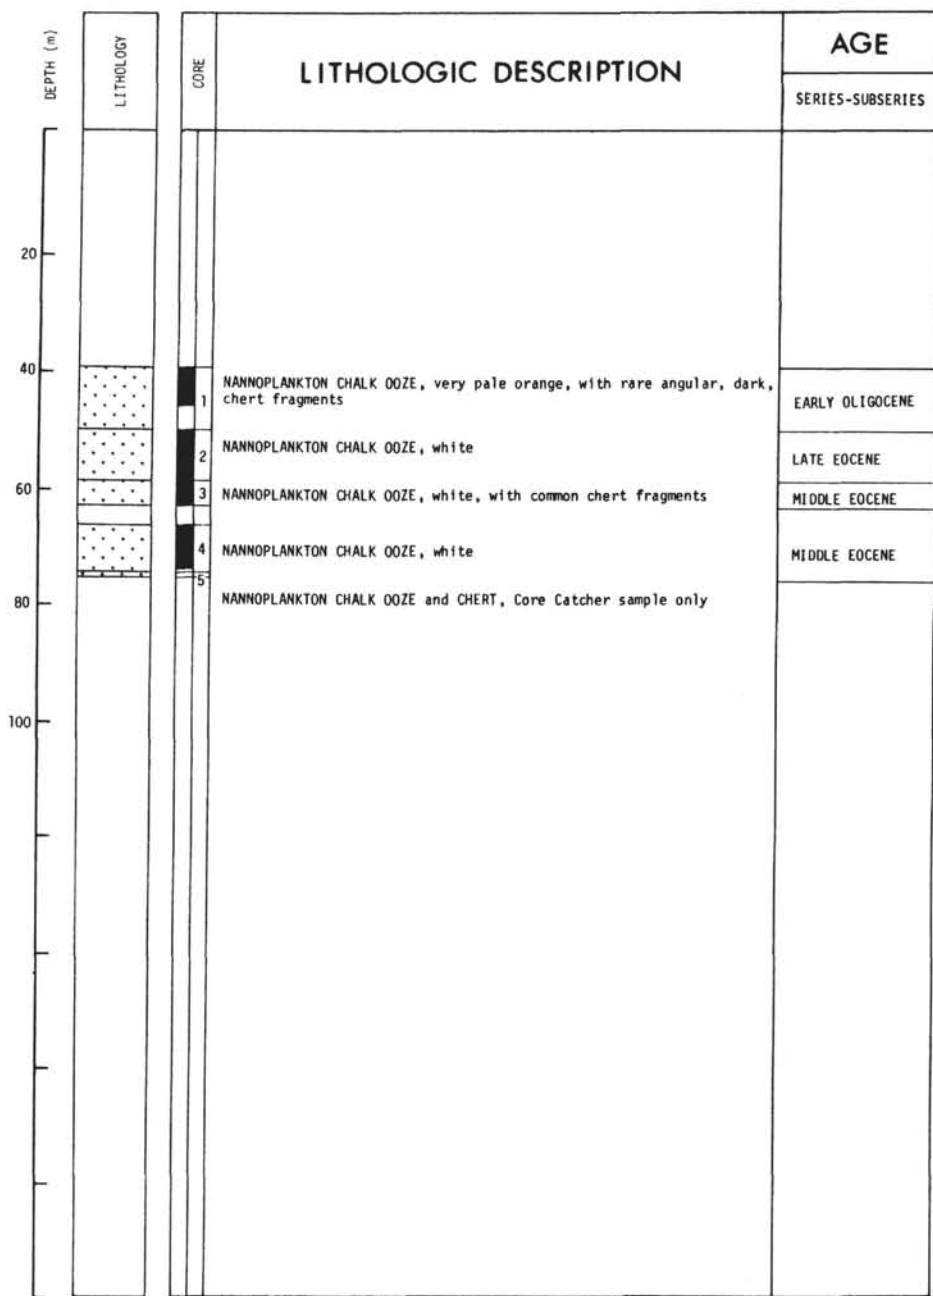 DEPTH (m)
LITHOLOGY
CORE
LITHOLOGIC DESCRIPTION
AGE
SERIES-SUBSERIES
20
40
1
NANNOPLANKTON CHALK OOZE, very pale orange, with rare angular, dark,
chert fragments
EARLY OLIGOCENE
2
NANNOPLANKTON CHALK OOZE, white
LATE EOCENE
60
3
NANNOPLANKTON CHALK OOZE, white, with common chert fragments
MIDDLE EOCENE
4
NANNOPLANKTON CHALK OOZE, white
MIDDLE EOCENE
5
80
NANNOPLANKTON CHALK OOZE and CHERT, Core Catcher sample only
100